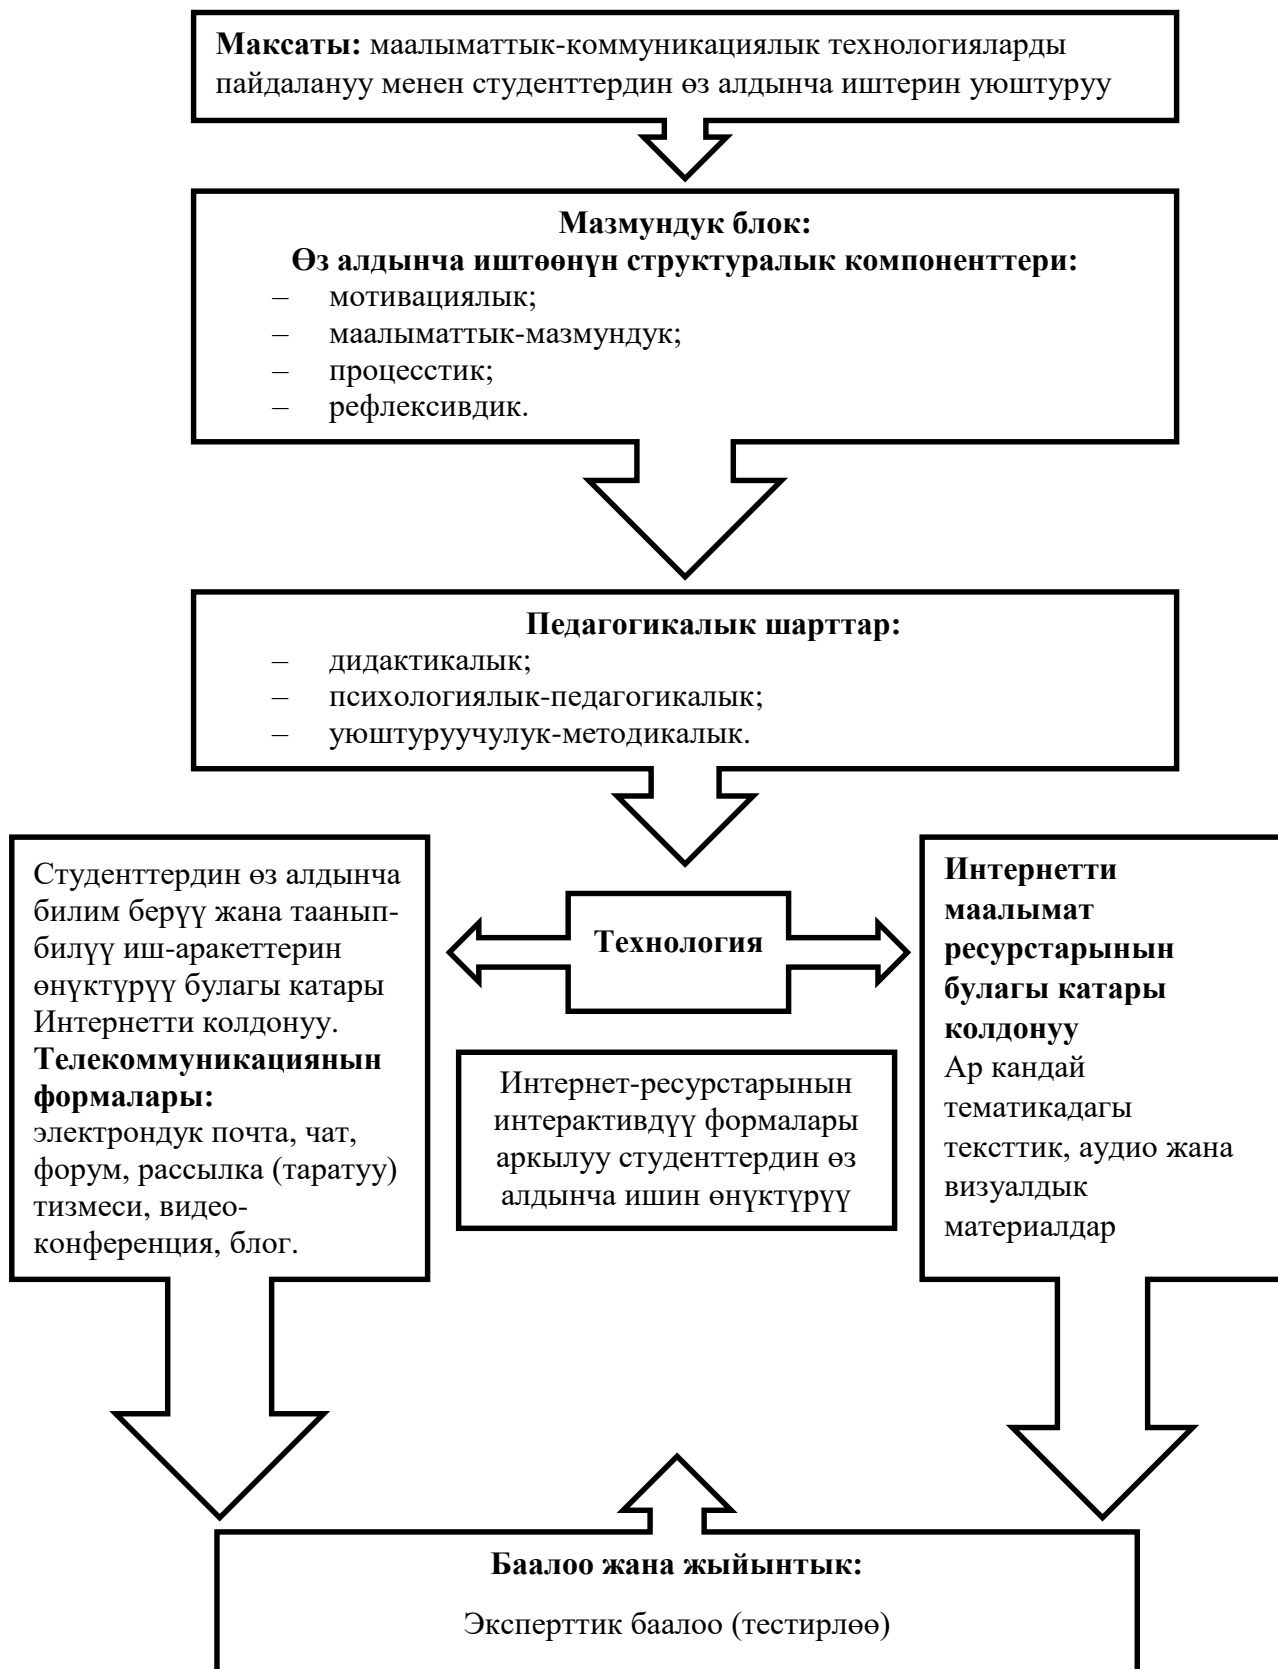 Максаты: маалыматтык-коммуникациялык технологияларды
пайдалануу менен студенттердин өз алдынча иштерин уюштуруу
Мазмундук блок:
Өз алдынча иштөөнүн структуралык компоненттери:
– мотивациялык;
– маалыматтык-мазмундук;
– процесстик;
– рефлексивдик.
Педагогикалык шарттар:
– дидактикалык;
– психологиялык-педагогикалык;
– уюштуруучулук-методикалык.
Студенттердин өз алдынча
билим берүү жана таанып-
билүү иш-аракеттерин
өнүктүрүү булагы катары
Интернетти колдонуу.
Телекоммуникациянын
формалары:
электрондук почта, чат,
форум, рассылка (таратуу)
тизмеси, видео-
конференция, блог.
Технология
Интернет-ресурстарынын
интерактивдүү формалары
аркылуу студенттердин өз
алдынча ишин өнүктүрүү
Интернетти
маалымат
ресурстарынын
булагы катары
колдонуу
Ар кандай
тематикадагы
тексттик, аудио жана
визуалдык
материалдар
Баалоо жана жыйынтык:
Эксперттик баалоо (тестирлөө)